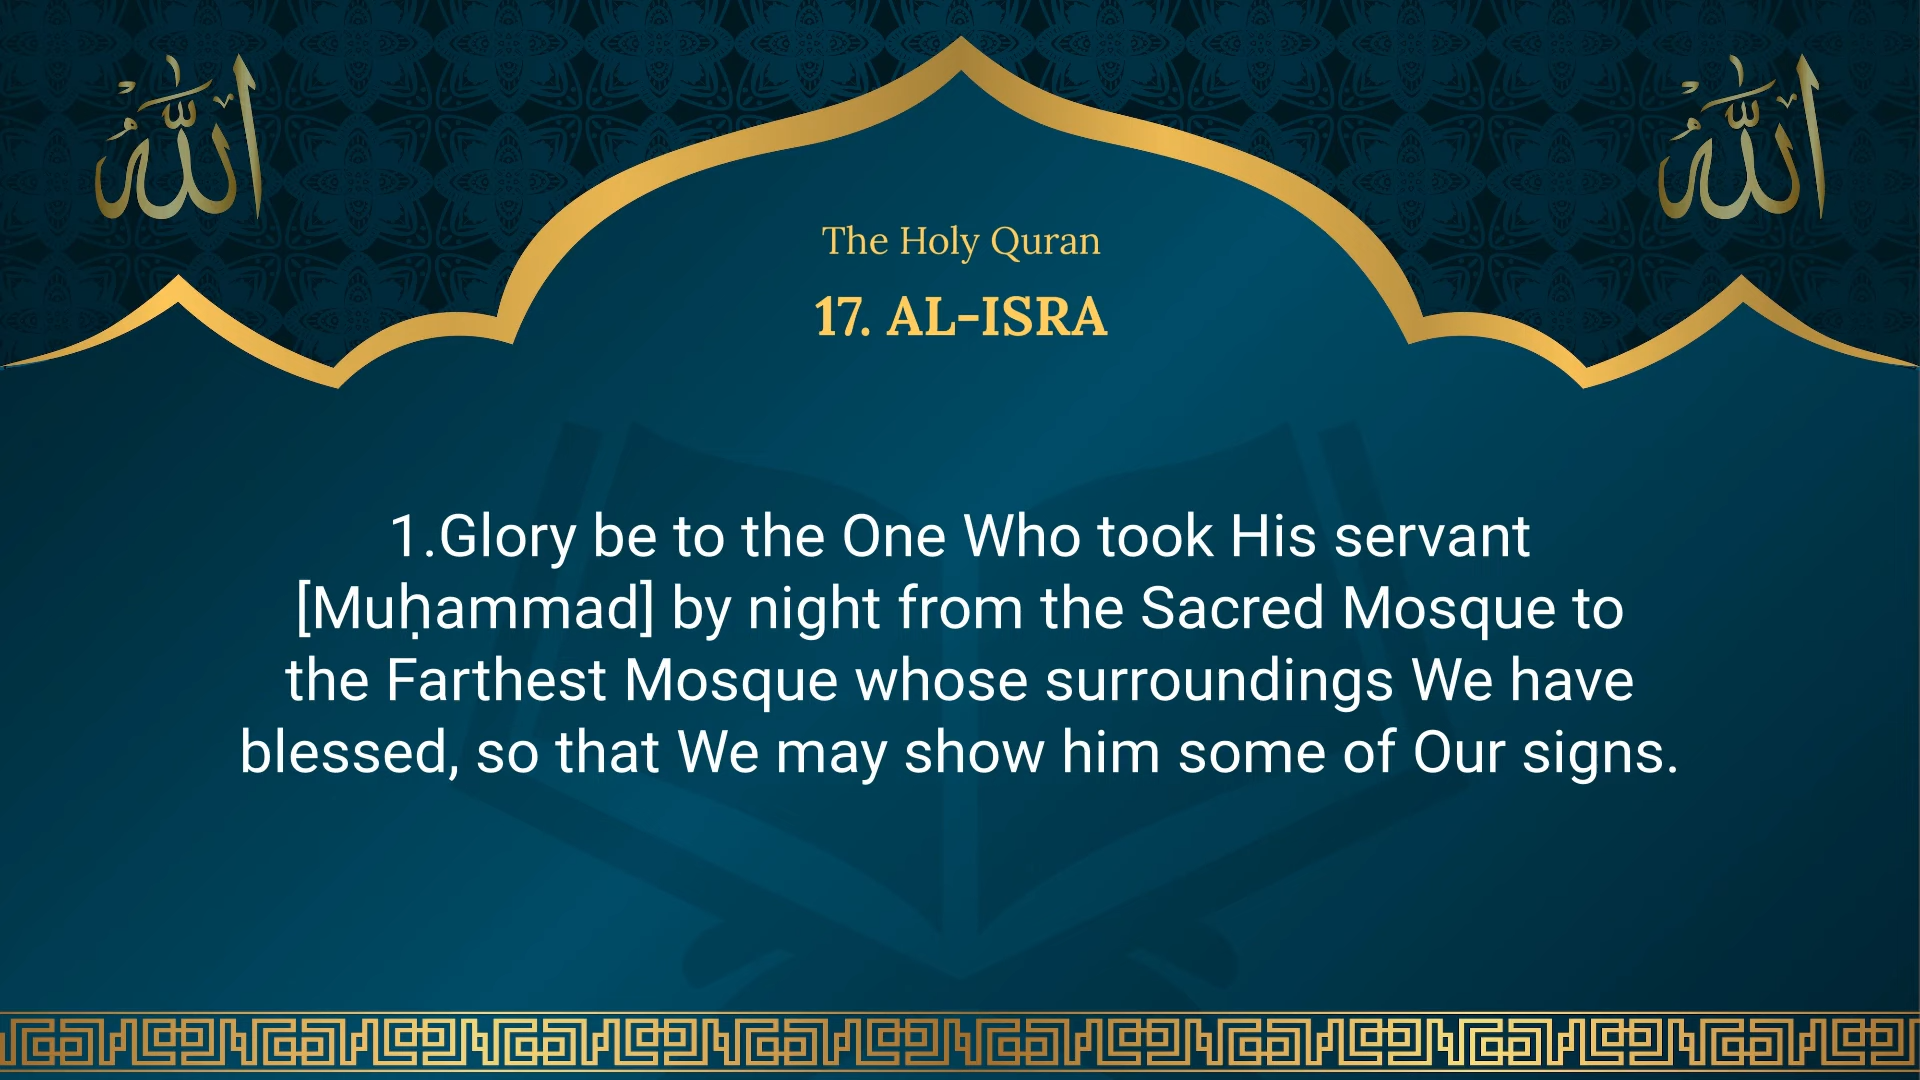 اللّٰهُ
اللّٰهُ
The Holy Quran
17. AL-ISRA
1.Glory be to the One Who took His servant
[Muḥammad] by night from the Sacred Mosque to
the Farthest Mosque whose surroundings We have
blessed, so that We may show him some of Our signs.